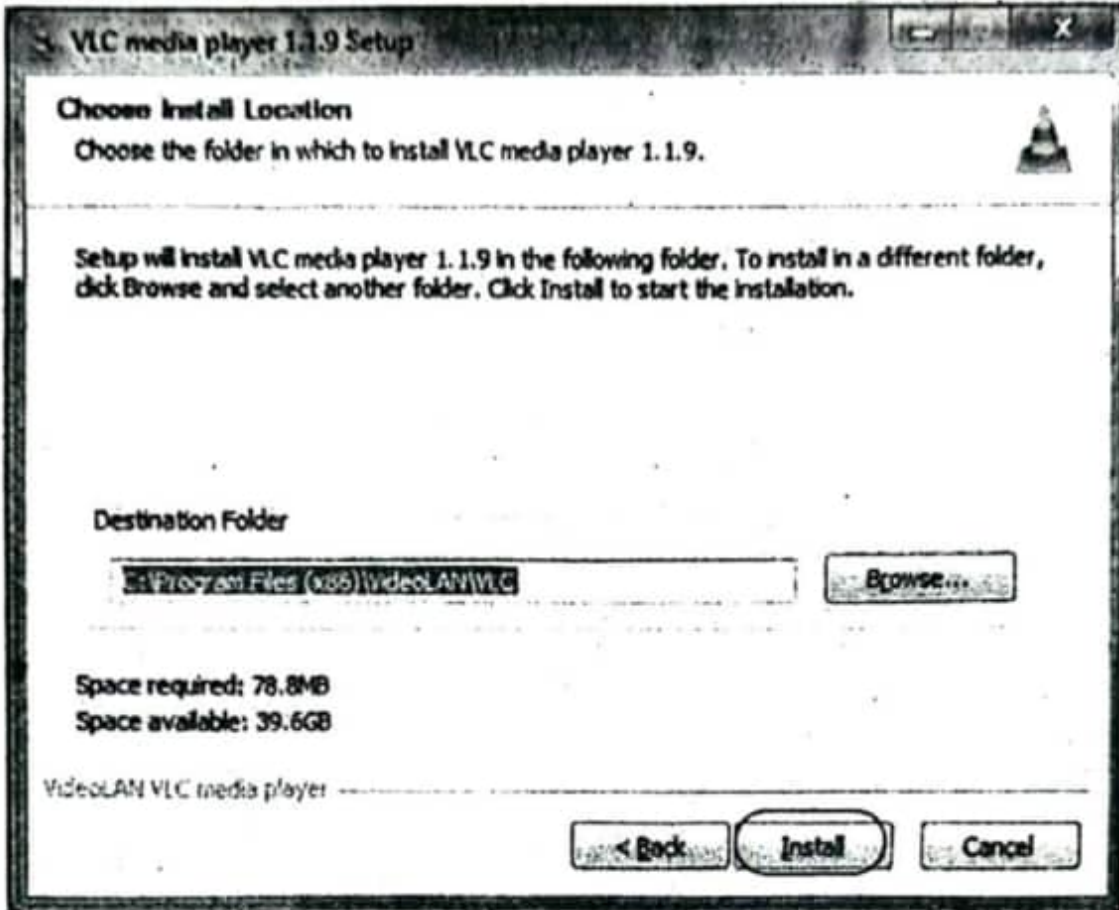 VLC media player 1.1.9 Setup
Choose Install Location
Choose the folder in which to install VLC media player 1.1.9.
Setup will install VLC media player 1.1.9 in the following folder. To install in a different folder,
click Browse and select another folder. Click Install to start the installation.
Destination Folder
C:\Program Files (x86)\VideoLAN\VLC
Browse...
Space required: 78.8MB
Space available: 39.6GB
VideoLAN VLC media player
< Back
Install
Cancel